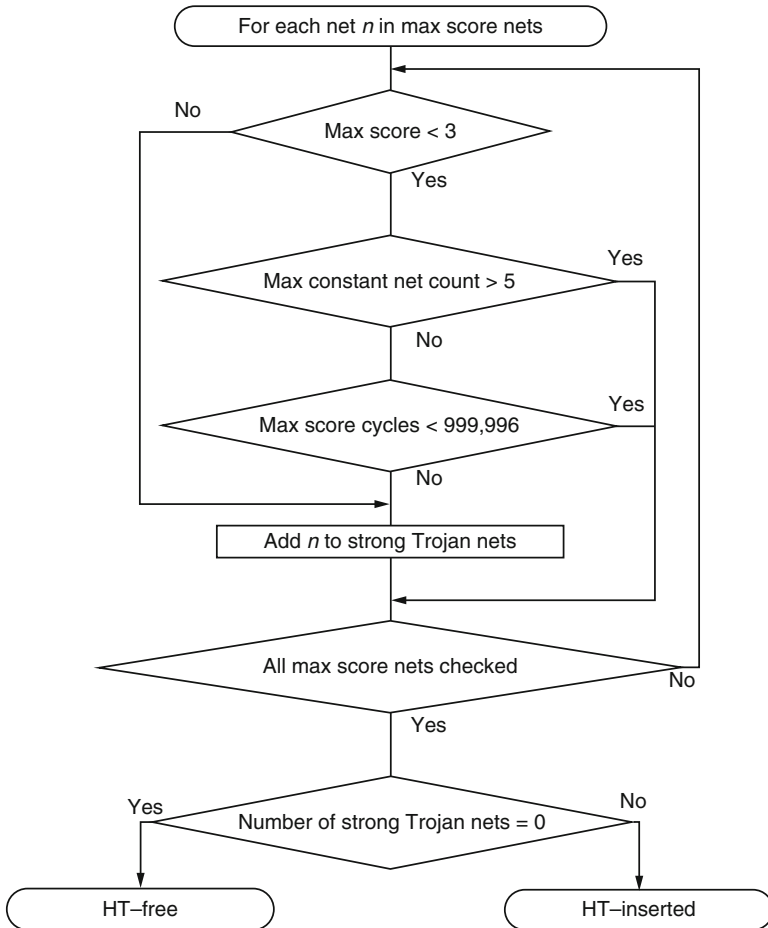 For each net n in max score nets
No
Max score < 3
Yes
Max constant net count > 5
Yes
No
Max score cycles < 999,996
Yes
No
Add n to strong Trojan nets
All max score nets checked
No
Yes
Yes
Number of strong Trojan nets = 0
No
HT–free
HT–inserted